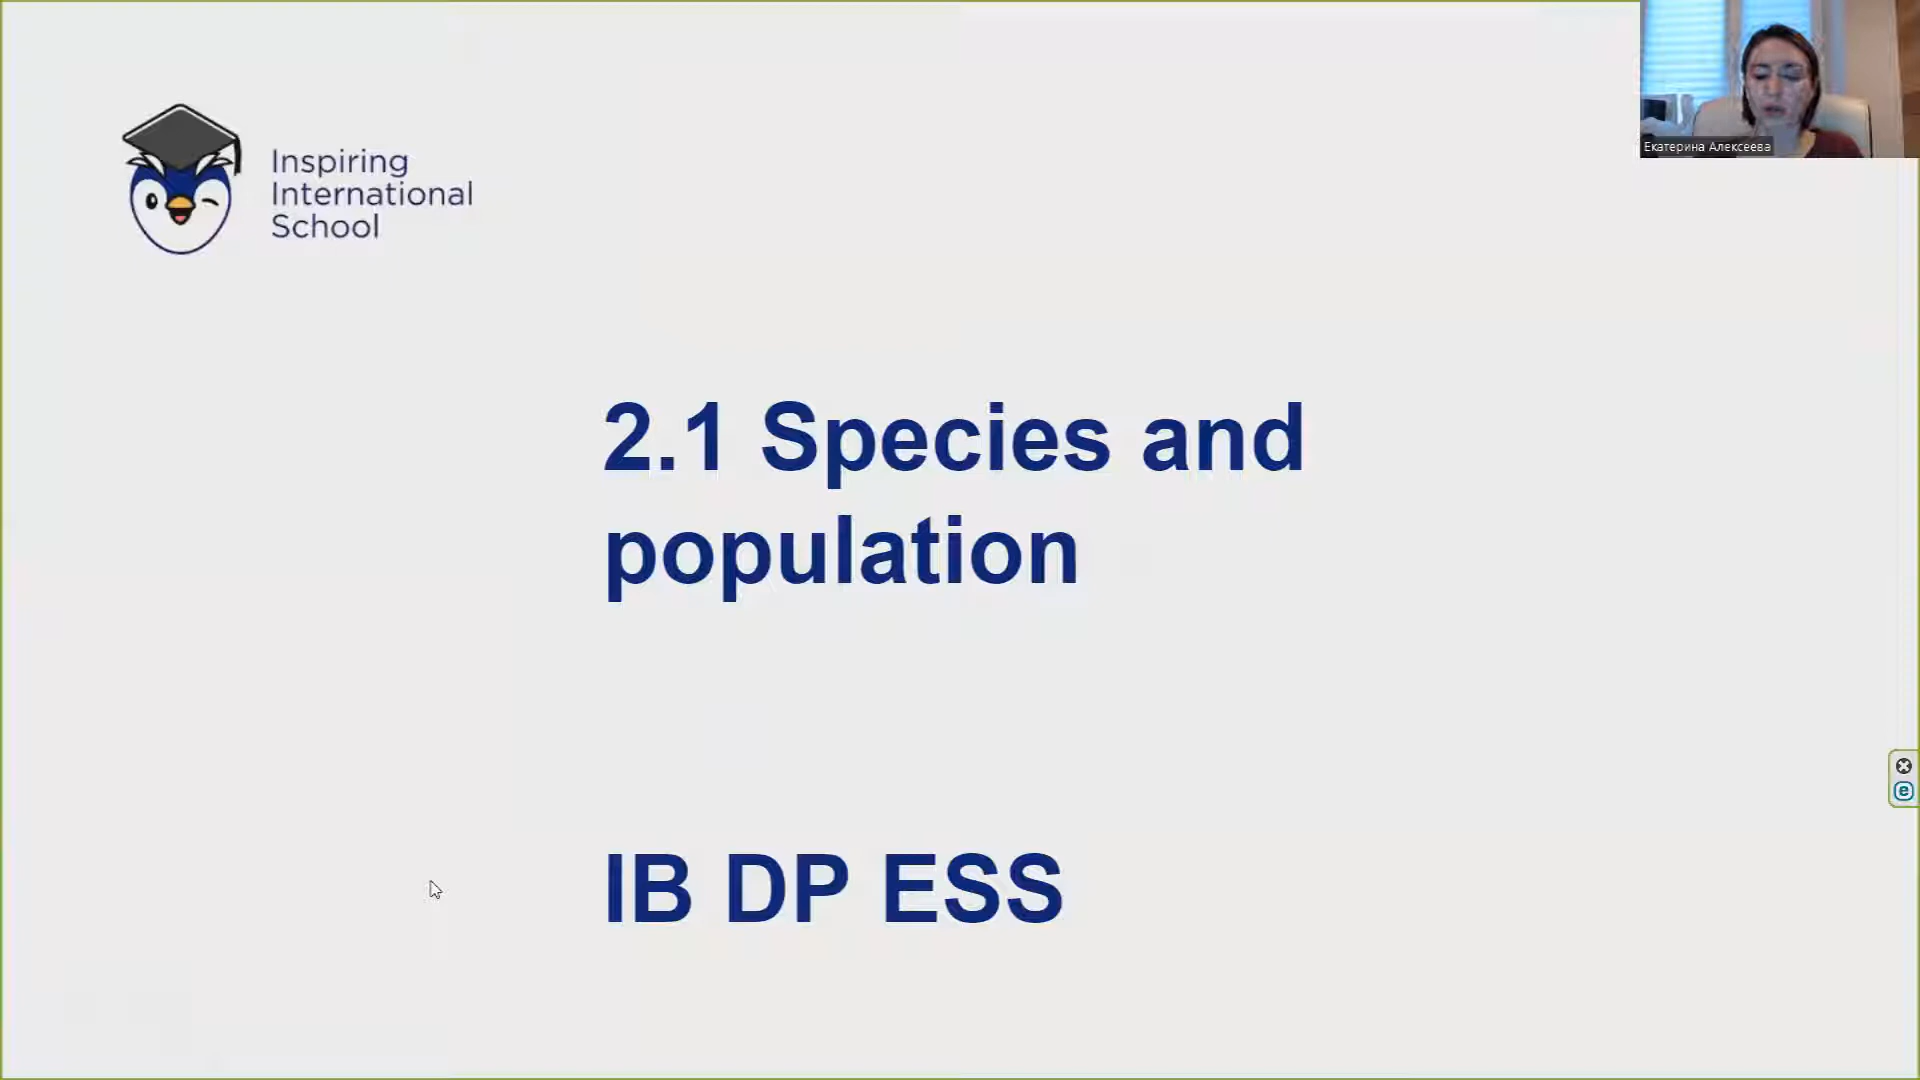 Inspiring
International
School
Екатерина Алексеева
2.1 Species and
population
IB DP ESS